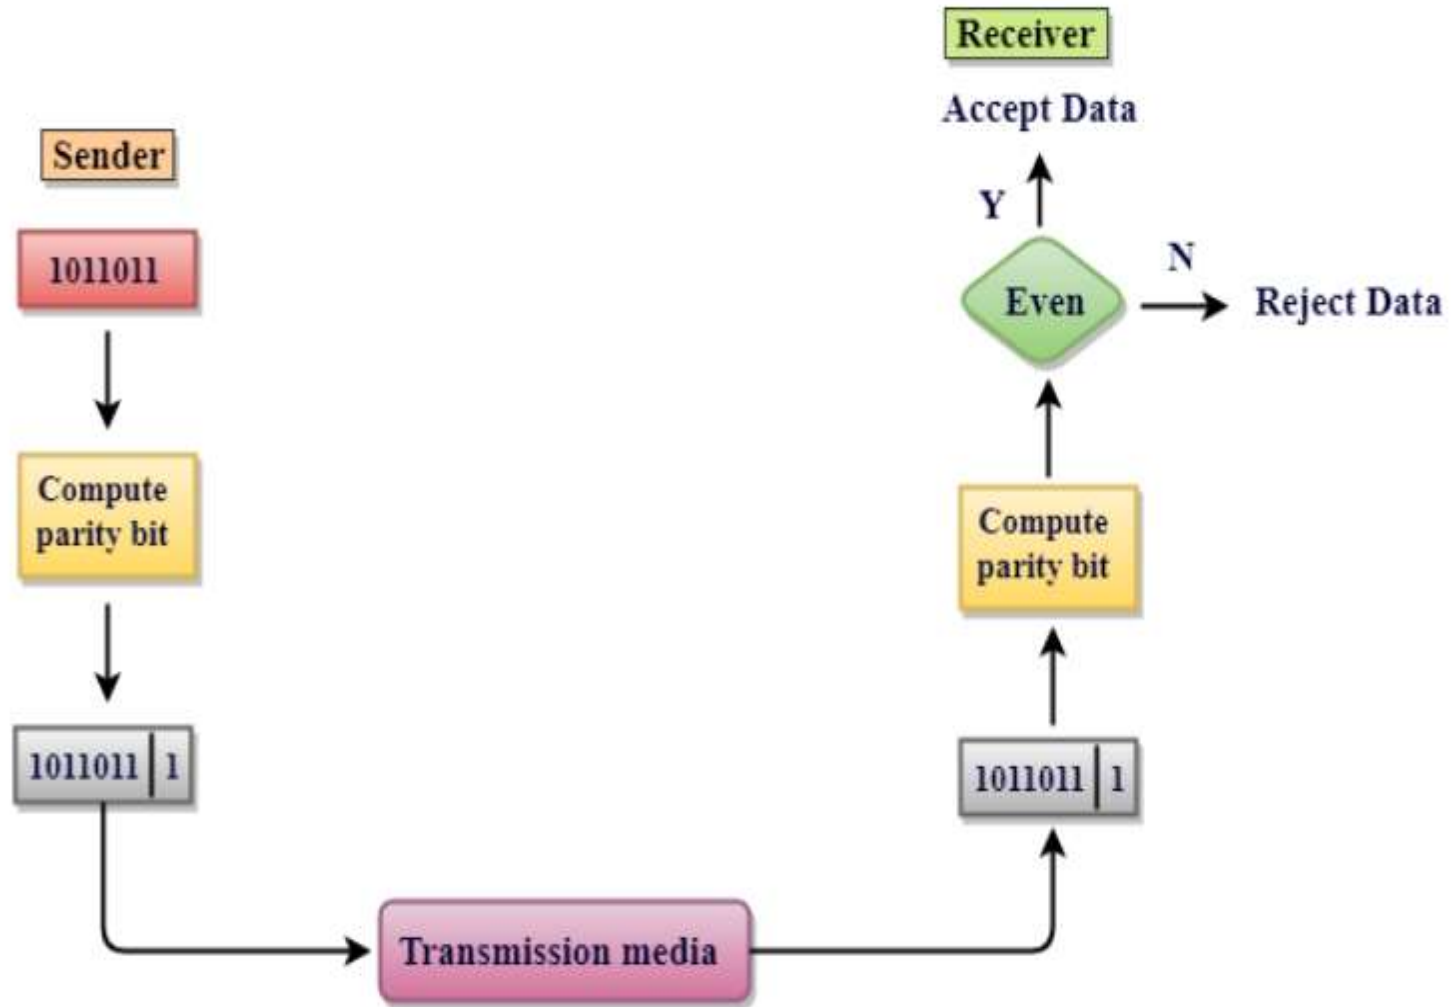 Sender
1011011
Compute
parity bit
1011011 | 1
Transmission media
Receiver
Accept Data
Y
N
Even
Reject Data
Compute
parity bit
1011011 | 1